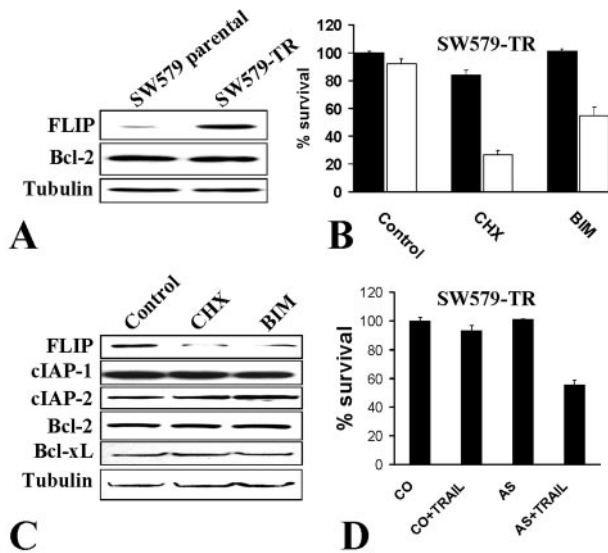 SW579 parental
SW579-TR
FLIP
Bcl-2
Tubulin
A
SW579-TR
% survival
120
100
80
60
40
20
0
Control
CHX
BIM
B
Control
CHX
BIM
FLIP
cIAP-1
cIAP-2
Bcl-2
Bcl-xL
Tubulin
C
SW579-TR
% survival
120
100
80
60
40
20
0
CO
CO+TRAIL
AS
AS+TRAIL
D